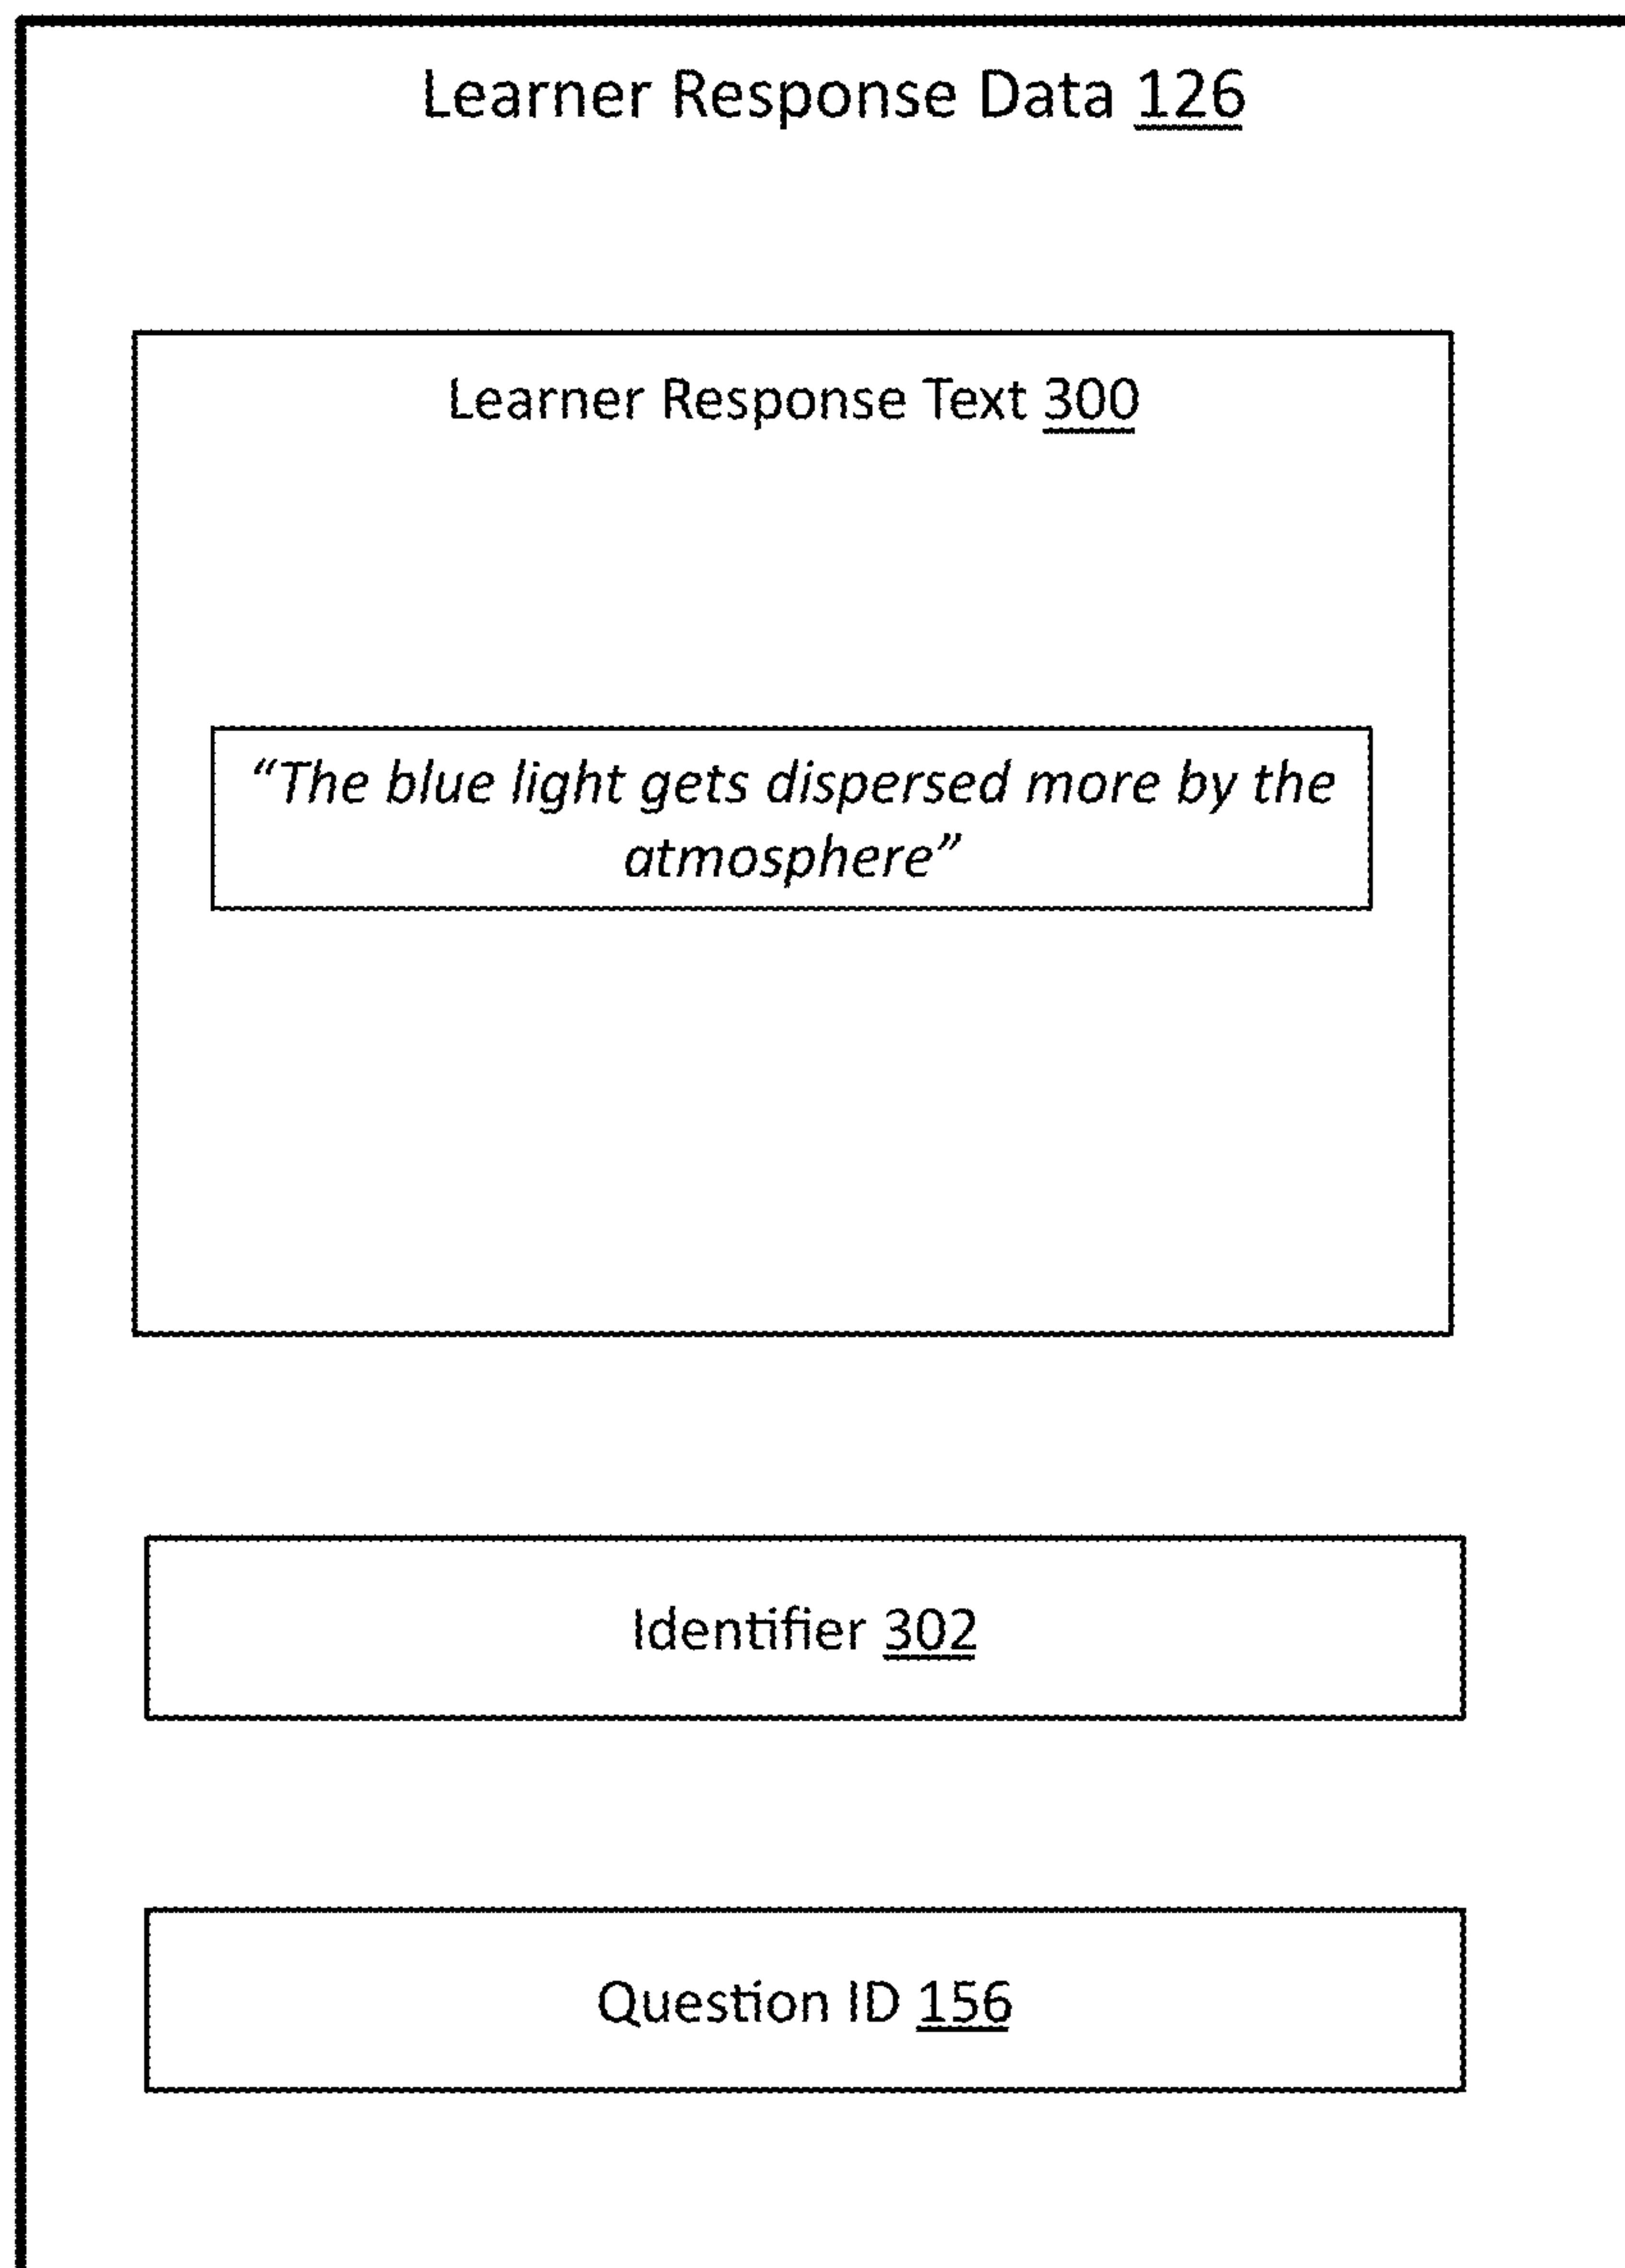 Learner Response Data 126
Learner Response Text 300
“The blue light gets dispersed more by the
atmosphere”
Identifier 302
Question ID 156